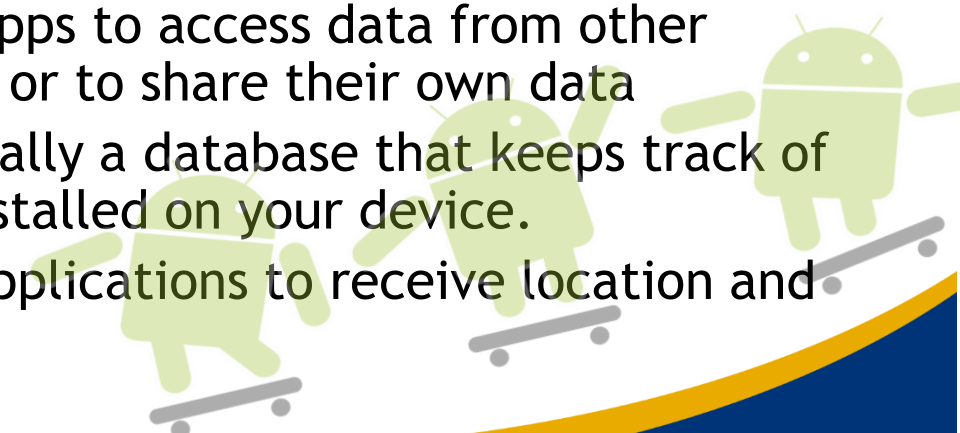 pps to access data from other
or to share their own data
ally a database that keeps track of
stalled on your device.
pplications to receive location and